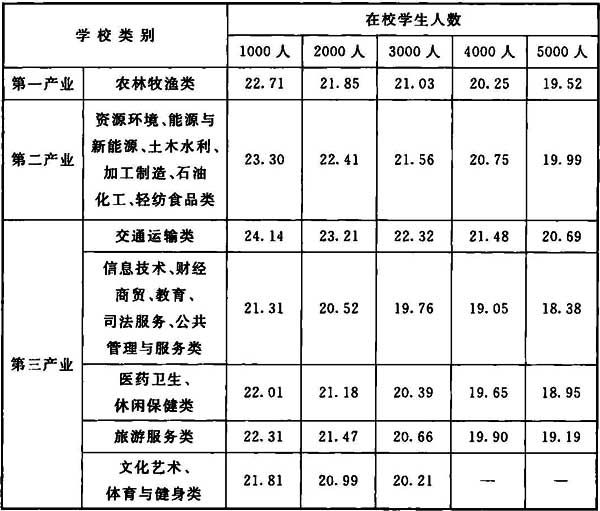 学校类别
在校学生人数
1000人 2000人 3000人 4000人 5000人
第一产业 农林牧渔类 22.71 21.85 21.03 20.25 19.52
第二产业
资源环境、能源与
新能源、土木水利、
加工制造、石油
化工、轻纺食品类
23.30 22.41 21.56 20.75 19.99
第三产业
交通运输类 24.14 23.21 22.32 21.48 20.69
信息技术、财经
商贸、教育、
司法服务、公共
管理与服务类
21.31 20.52 19.76 19.05 18.38
医药卫生、
休闲保健类
22.01 21.18 20.39 19.65 18.95
旅游服务类 22.31 21.47 20.66 19.90 19.19
文化艺术、
体育与健身类
21.81 20.99 20.21 — —